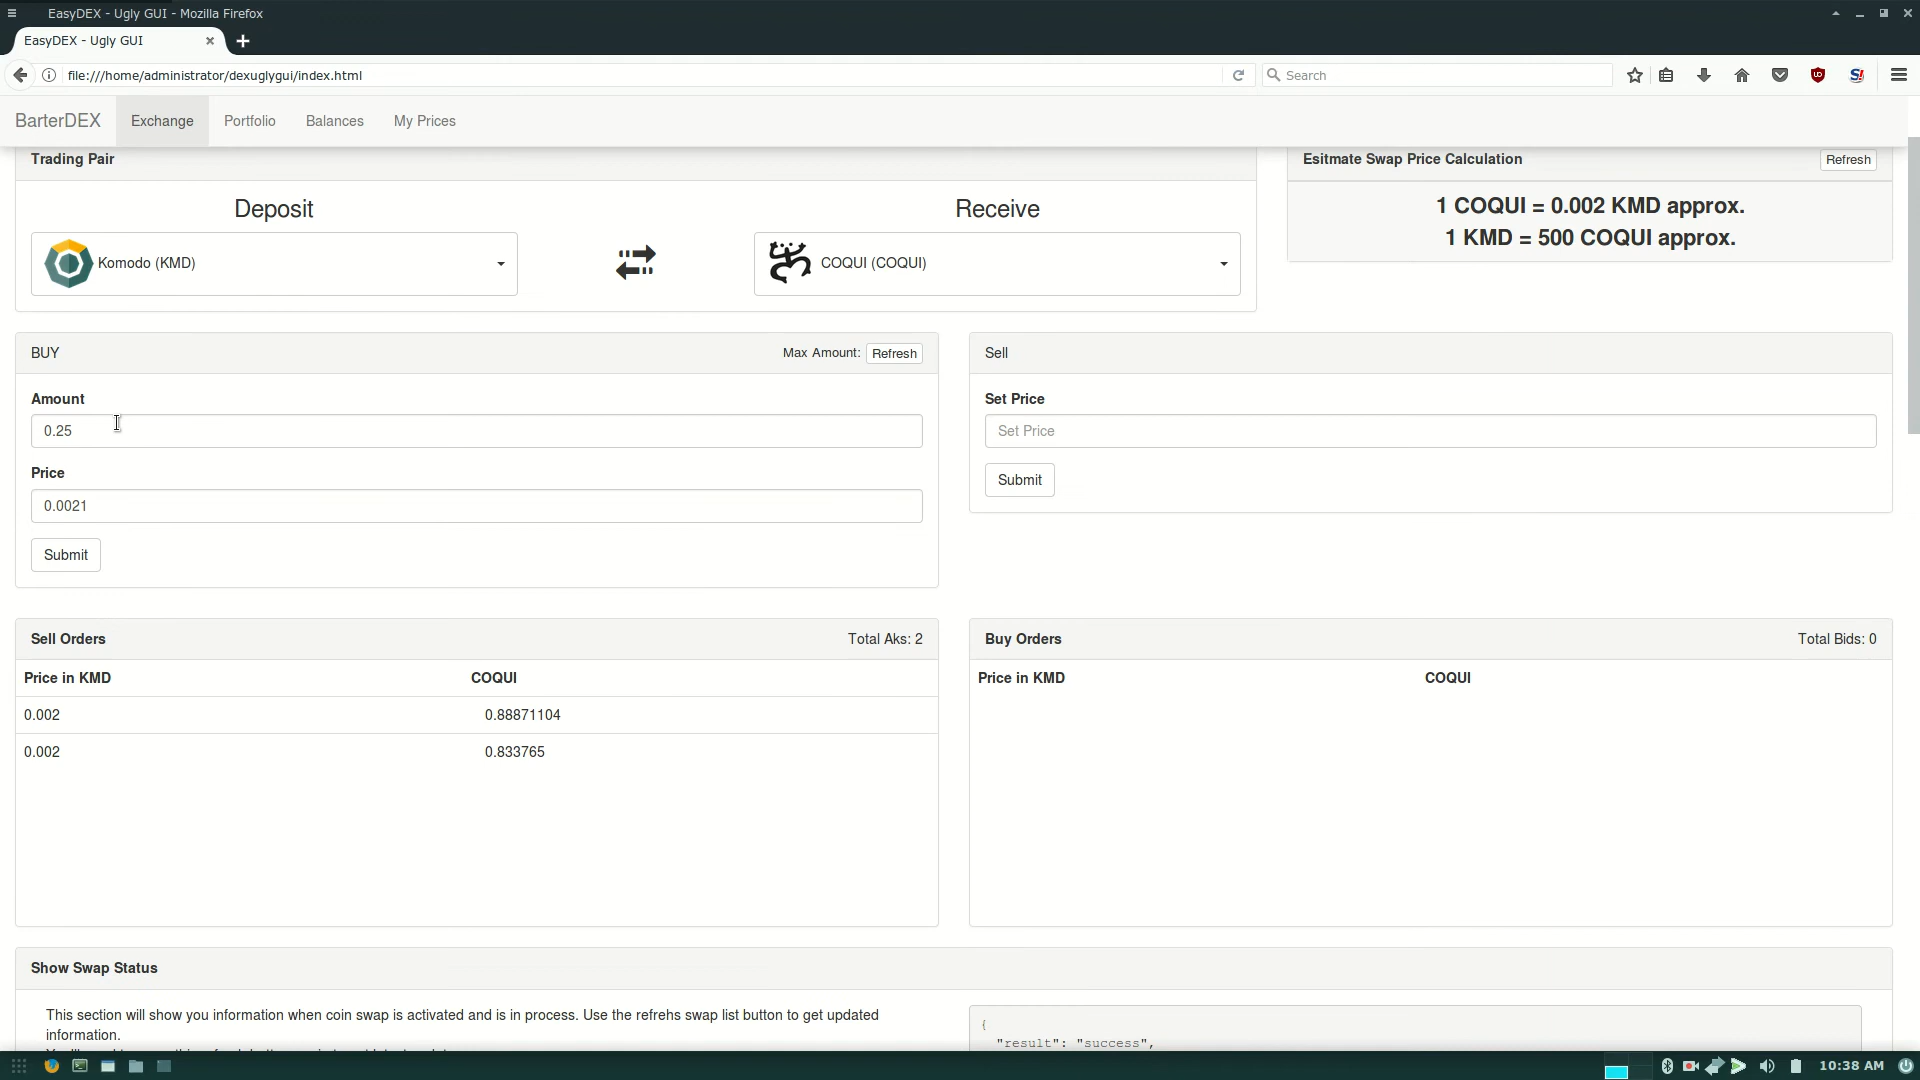 EasyDEX - Ugly GUI - Mozilla Firefox
EasyDEX - Ugly GUI
file:///home/administrator/dexuglygui/index.html
Search
BarterDEX
Exchange
Portfolio
Balances
My Prices
Trading Pair
Deposit
Receive
Komodo (KMD)
COQUI (COQUI)
Esitmate Swap Price Calculation
Refresh
1 COQUI = 0.002 KMD approx.
1 KMD = 500 COQUI approx.
BUY
Max Amount: Refresh
Amount
0.25
Price
0.0021
Submit
Sell
Set Price
Set Price
Submit
Sell Orders
Total Aks: 2
Price in KMD
COQUI
0.002
0.88871104
0.002
0.833765
Buy Orders
Total Bids: 0
Price in KMD
COQUI
Show Swap Status
This section will show you information when coin swap is activated and is in process. Use the refrehs swap list button to get updated
information.
{
"result": "success",
10:38 AM